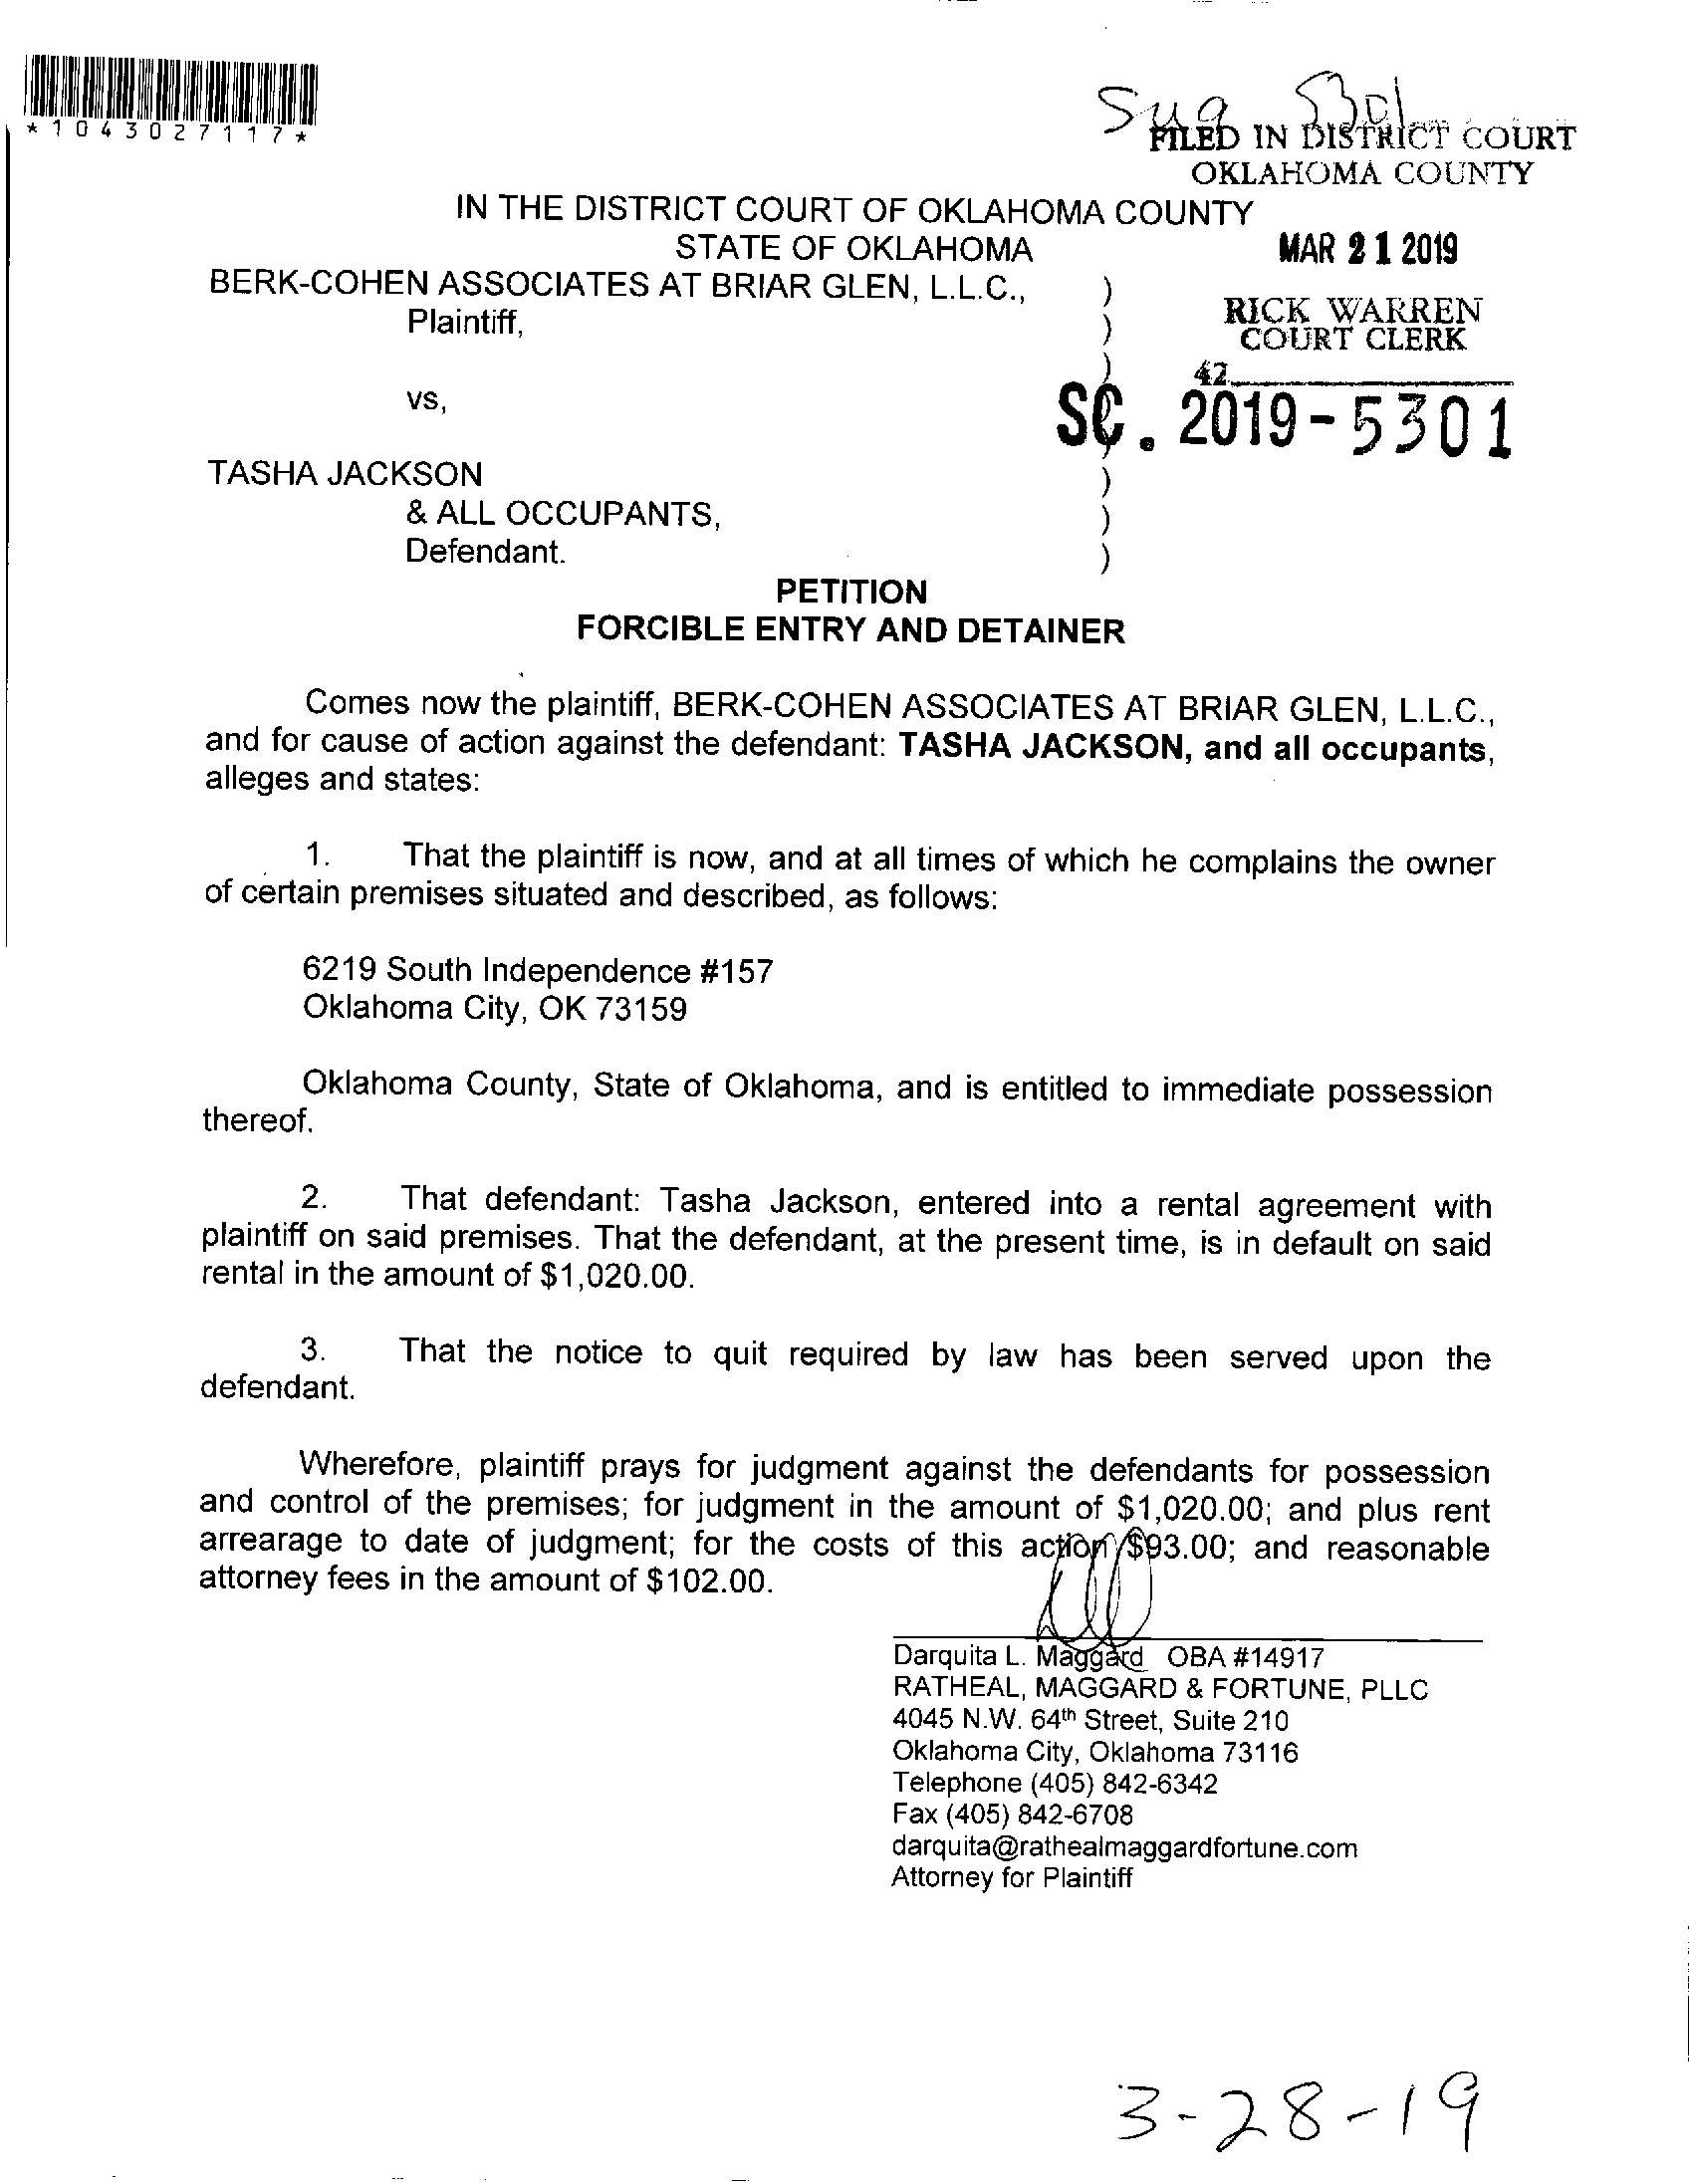 *1043027117*
FILED IN DISTRICT COURT
OKLAHOMA COUNTY
IN THE DISTRICT COURT OF OKLAHOMA COUNTY
STATE OF OKLAHOMA
MAR 21 2019
BERK-COHEN ASSOCIATES AT BRIAR GLEN, L.L.C., )
Plaintiff, )
RICK WARREN
COURT CLERK
)
42
vs,
SC. 2019-5301
TASHA JACKSON )
& ALL OCCUPANTS, )
Defendant. )
PETITION
FORCIBLE ENTRY AND DETAINER
Comes now the plaintiff, BERK-COHEN ASSOCIATES AT BRIAR GLEN, L.L.C.,
and for cause of action against the defendant: TASHA JACKSON, and all occupants,
alleges and states:
1. That the plaintiff is now, and at all times of which he complains the owner
of certain premises situated and described, as follows:
6219 South Independence #157
Oklahoma City, OK 73159
Oklahoma County, State of Oklahoma, and is entitled to immediate possession
thereof.
2. That defendant: Tasha Jackson, entered into a rental agreement with
plaintiff on said premises. That the defendant, at the present time, is in default on said
rental in the amount of $1,020.00.
3. That the notice to quit required by law has been served upon the
defendant.
Wherefore, plaintiff prays for judgment against the defendants for possession
and control of the premises; for judgment in the amount of $1,020.00; and plus rent
arrearage to date of judgment; for the costs of this action $93.00; and reasonable
attorney fees in the amount of $102.00.
Darquita L. Maggard OBA #14917
RATHEAL, MAGGARD & FORTUNE, PLLC
4045 N.W. 64th Street, Suite 210
Oklahoma City, Oklahoma 73116
Telephone (405) 842-6342
Fax (405) 842-6708
darquita@rathealmaggardfortune.com
Attorney for Plaintiff
3-28-19